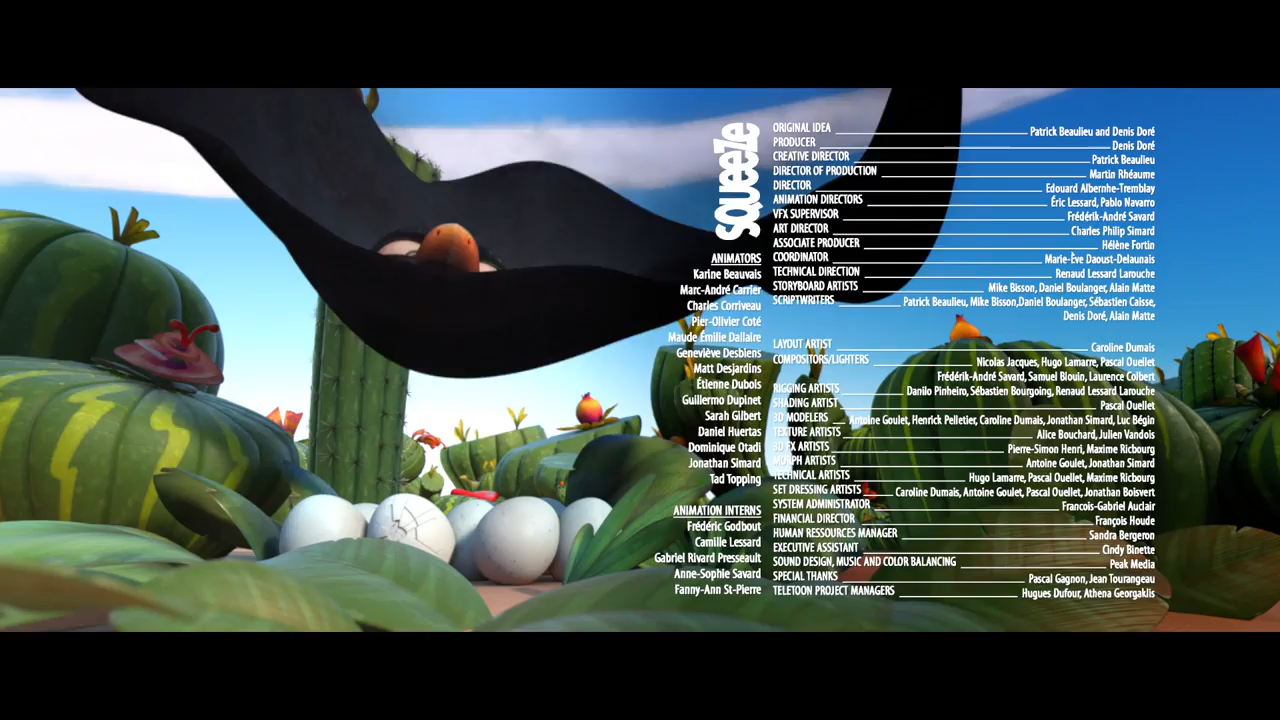 squeeze
ORIGINAL IDEA Patrick Beaulieu and Denis Doré
PRODUCER Denis Doré
CREATIVE DIRECTOR Patrick Beaulieu
DIRECTOR OF PRODUCTION Martin Rhéaume
DIRECTOR Edouard Albernhe-Tremblay
ANIMATION DIRECTORS Éric Lessard, Pablo Navarro
VFX SUPERVISOR Frédérik-André Savard
ART DIRECTOR Charles Philip Simard
ASSOCIATE PRODUCER Hélène Fortin
COORDINATOR Marie-Ève Daoust-Delaunais
TECHNICAL DIRECTION Renaud Lessard Larouche
STORYBOARD ARTISTS Mike Bisson, Daniel Boulanger, Alain Matte
SCRIPTWRITERS Patrick Beaulieu, Mike Bisson,Daniel Boulanger, Sébastien Caisse,
Denis Doré, Alain Matte
LAYOUT ARTIST Caroline Dumais
COMPOSITORS/LIGHTERS Nicolas Jacques, Hugo Lamarre, Pascal Ouellet
Frédérik-André Savard, Samuel Blouin, Laurence Colbert
RIGGING ARTISTS Danilo Pinheiro, Sébastien Bourgoing, Renaud Lessard Larouche
SHADING ARTIST Pascal Ouellet
3D MODELERS Antoine Goulet, Henrick Pelletier, Caroline Dumais, Jonathan Simard, Luc Bégin
TEXTURE ARTISTS Alice Bouchard, Julien Vandois
3D FX ARTISTS Pierre-Simon Henri, Maxime Ricbourg
MORPH ARTISTS Antoine Goulet, Jonathan Simard
TECHNICAL ARTISTS Hugo Lamarre, Pascal Ouellet, Maxime Ricbourg
SET DRESSING ARTISTS Caroline Dumais, Antoine Goulet, Pascal Ouellet, Jonathan Boisvert
SYSTEM ADMINISTRATOR Francois-Gabriel Auclair
FINANCIAL DIRECTOR François Houde
HUMAN RESSOURCES MANAGER Sandra Bergeron
EXECUTIVE ASSISTANT Cindy Binette
SOUND DESIGN, MUSIC AND COLOR BALANCING Peak Media
SPECIAL THANKS Pascal Gagnon, Jean Tourangeau
TELETOON PROJECT MANAGERS Hugues Dufour, Athena Georgaklis
ANIMATORS
Karine Beauvais
Marc-André Carrier
Charles Corriveau
Pier-Olivier Coté
Maude Émilie Dallaire
Geneviève Desbiens
Matt Desjardins
Étienne Dubois
Guillermo Dupinet
Sarah Gilbert
Daniel Huertas
Dominique Otadi
Jonathan Simard
Tad Topping
ANIMATION INTERNS
Frédéric Godbout
Camille Lessard
Gabriel Rivard Presseault
Anne-Sophie Savard
Fanny-Ann St-Pierre